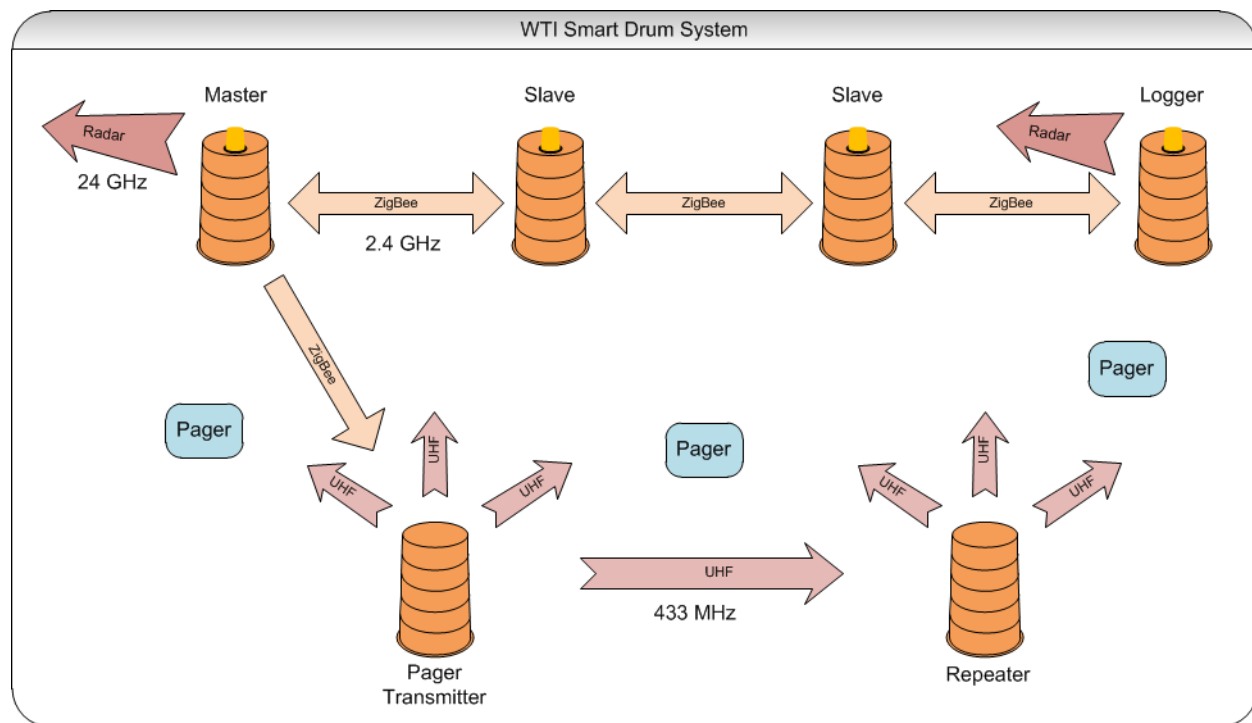 WTI Smart Drum System
Master
Slave
Slave
Logger
Radar
Radar
24 GHz
ZigBee
ZigBee
ZigBee
2.4 GHz
ZigBee
Pager
Pager
Pager
UHF
UHF
UHF
UHF
UHF
UHF
UHF
433 MHz
Pager
Transmitter
Repeater